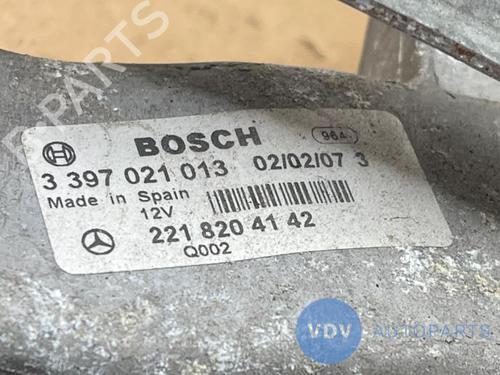 BOSCH
964
3 397 021 013 02/02/07 3
Made in Spain
12V
221 820 41 42
Q002
VDV AUTOPARTS
PARTS